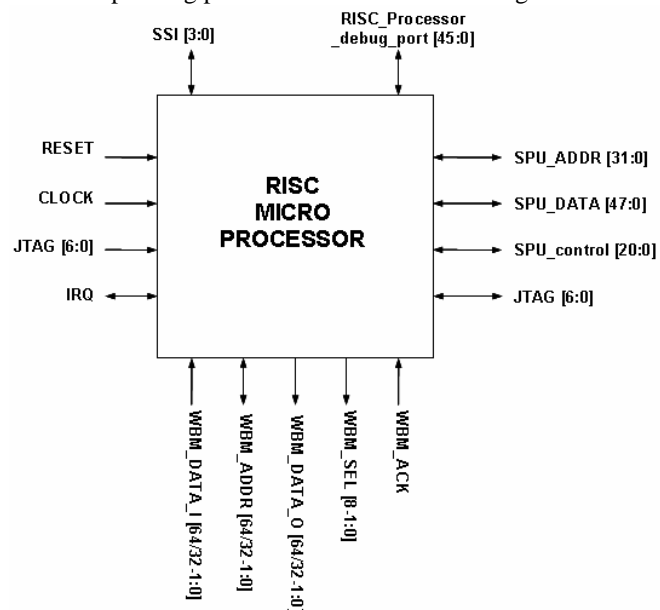 SSI [3:0]
RISC_Processor
_debug_port [45:0]
RESET
CLOCK
JTAG [6:0]
IRQ
RISC
MICRO
PROCESSOR
SPU_ADDR [31:0]
SPU_DATA [47:0]
SPU_control [20:0]
JTAG [6:0]
WBM_DATA_I [64/32-1:0]
WBM_ADDR [64/32-1:0]
WBM_DATA_O [64/32-1:0]
WBM_SEL [8-1:0]
WBM_ACK